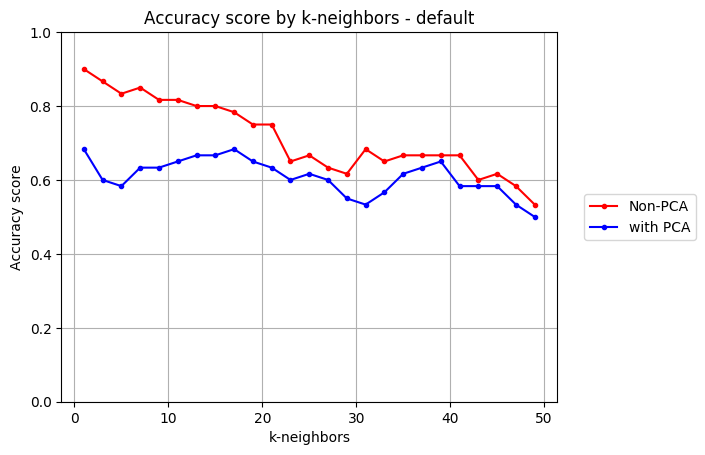 Accuracy score by k-neighbors - default
1.0
0.8
0.6
0.4
0.2
0.0
Accuracy score
0 10 20 30 40 50
k-neighbors
Non-PCA
with PCA